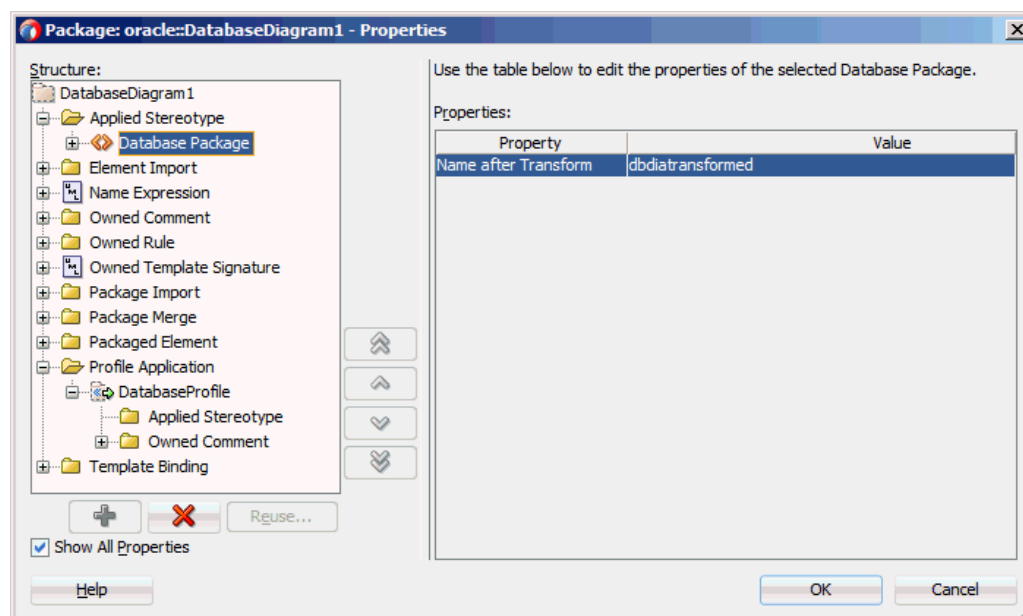 Package: oracle::DatabaseDiagram1 - Properties
Structure:
DatabaseDiagram1
Applied Stereotype
Database Package
Element Import
Name Expression
Owned Comment
Owned Rule
Owned Template Signature
Package Import
Package Merge
Packaged Element
Profile Application
DatabaseProfile
Applied Stereotype
Owned Comment
Template Binding
Reuse...
Show All Properties
Use the table below to edit the properties of the selected Database Package.
Properties:
Property Value
Name after Transform dbdiatransformed
Help OK Cancel